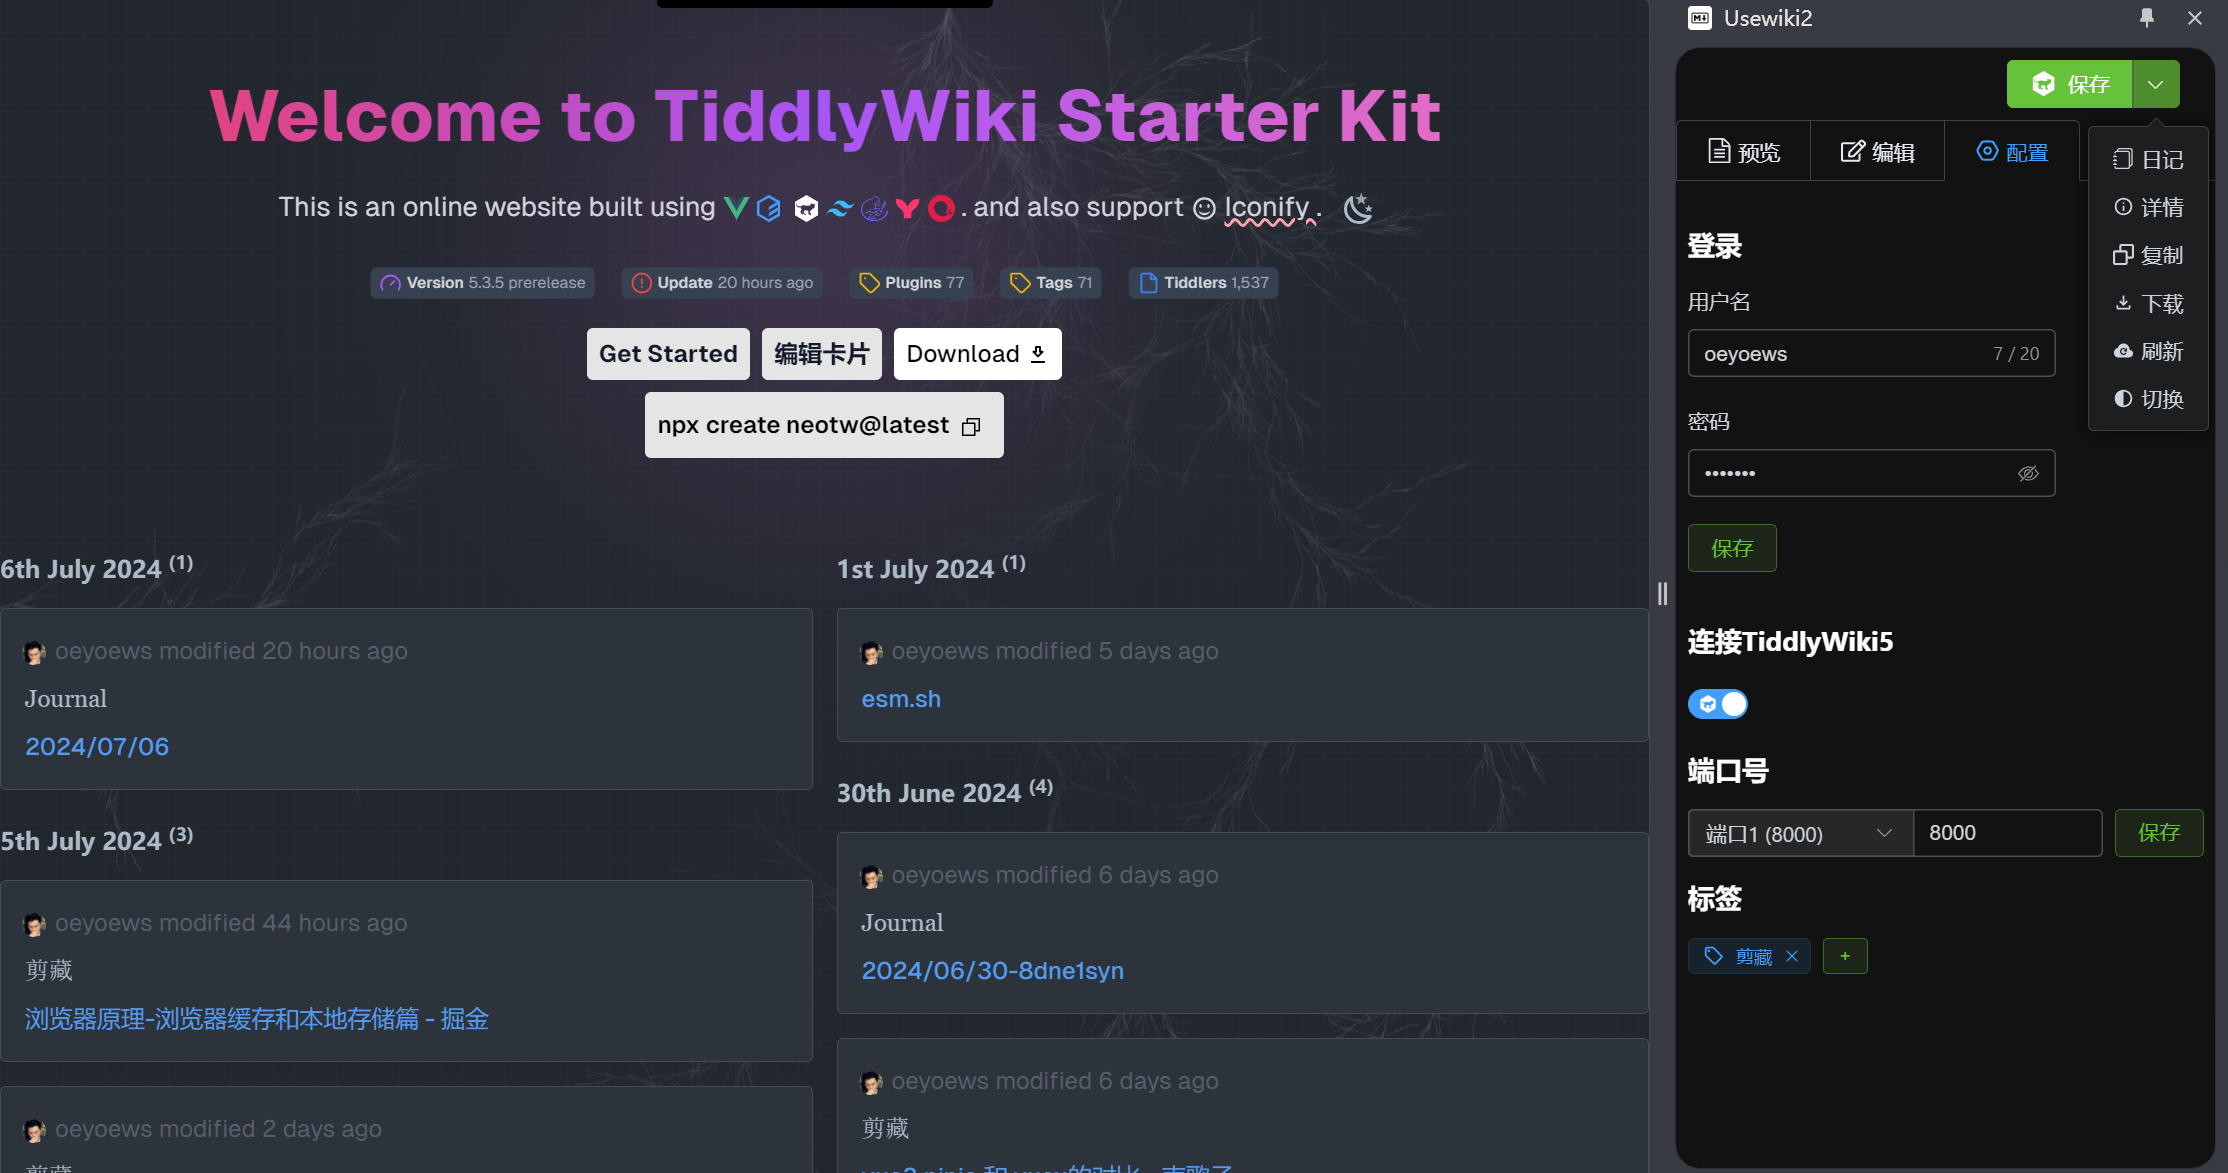 Welcome to TiddlyWiki Starter Kit
This is an online website built using . and also support Iconify .
Version 5.3.5 prerelease
Update 20 hours ago
Plugins 77
Tags 71
Tiddlers 1,537
Get Started
编辑卡片
Download
npx create neotw@latest
6th July 2024 (1)
oeyoews modified 20 hours ago
Journal
2024/07/06
5th July 2024 (3)
oeyoews modified 44 hours ago
剪藏
浏览器原理-浏览器缓存和本地存储篇 - 掘金
oeyoews modified 2 days ago
剪藏
1st July 2024 (1)
oeyoews modified 5 days ago
esm.sh
30th June 2024 (4)
oeyoews modified 6 days ago
Journal
2024/06/30-8dne1syn
oeyoews modified 6 days ago
剪藏
Usewiki2
保存
预览
编辑
配置
日记
详情
复制
下载
刷新
切换
登录
用户名
oeyoews
7 / 20
密码
•••••••
保存
连接TiddlyWiki5
端口号
端口1 (8000)
8000
保存
标签
剪藏
+